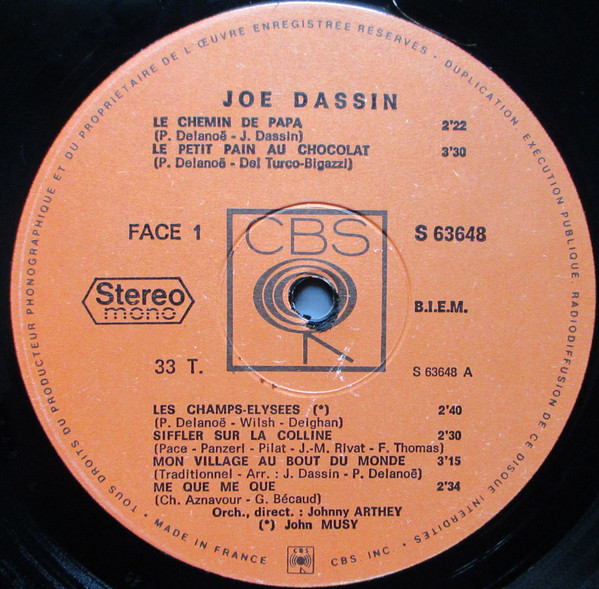 TOUS DROITS DU PRODUCTEUR PHONOGRAPHIQUE ET DU PROPRIÉTAIRE DE L'ŒUVRE ENREGISTRÉE RÉSERVÉS - DUPLICATION EXÉCUTION PUBLIQUE, RADIODIFFUSION DE CE DISQUE INTERDITES
JOE DASSIN
LE CHEMIN DE PAPA 2'22
(P. Delanoë - J. Dassin)
LE PETIT PAIN AU CHOCOLAT 3'30
(P. Delanoë - Del Turco-Bigazzi)
FACE 1
CBS
S 63648
Stereo
mono
B.I.E.M.
33 T.
S 63648 A
LES CHAMPS-ELYSEES (*) 2'40
(P. Delanoë - Wilsh - Deighan)
SIFFLER SUR LA COLLINE 2'30
(Pace - Panzerl - Pilat - J.-M. Rivat - F. Thomas)
MON VILLAGE AU BOUT DU MONDE 3'15
(Traditionnel - Arr. : J. Dassin - P. Delanoë)
ME QUE ME QUE 2'34
(Ch. Aznavour - G. Bécaud)
Orch., direct. : Johnny ARTHEY
(*) John MUSY
• MADE IN FRANCE
CBS
CBS. INC. •